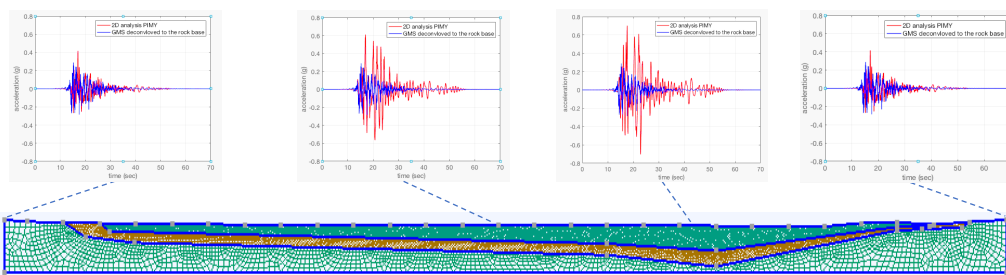 0.8
2D analysis PIMY
GMS deconvloved to the rock base
0.6
0.4
0.2
0
-0.2
-0.4
-0.6
-0.8
acceleration (g)
0 10 20 30 40 50 60 70
time (sec)
0.8
2D analysis PIMY
GMS deconvloved to the rock base
0.6
0.4
0.2
0
-0.2
-0.4
-0.6
-0.8
acceleration (g)
0 10 20 30 40 50 60 70
time (sec)
0.8
2D analysis PIMY
GMS deconvloved to the rock base
0.6
0.4
0.2
0
-0.2
-0.4
-0.6
-0.8
acceleration (g)
0 10 20 30 40 50 60 70
time (sec)
0.8
2D analysis PIMY
GMS deconvloved to the rock base
0.6
0.4
0.2
0
-0.2
-0.4
-0.6
-0.8
acceleration (g)
0 10 20 30 40 50 60
time (sec)